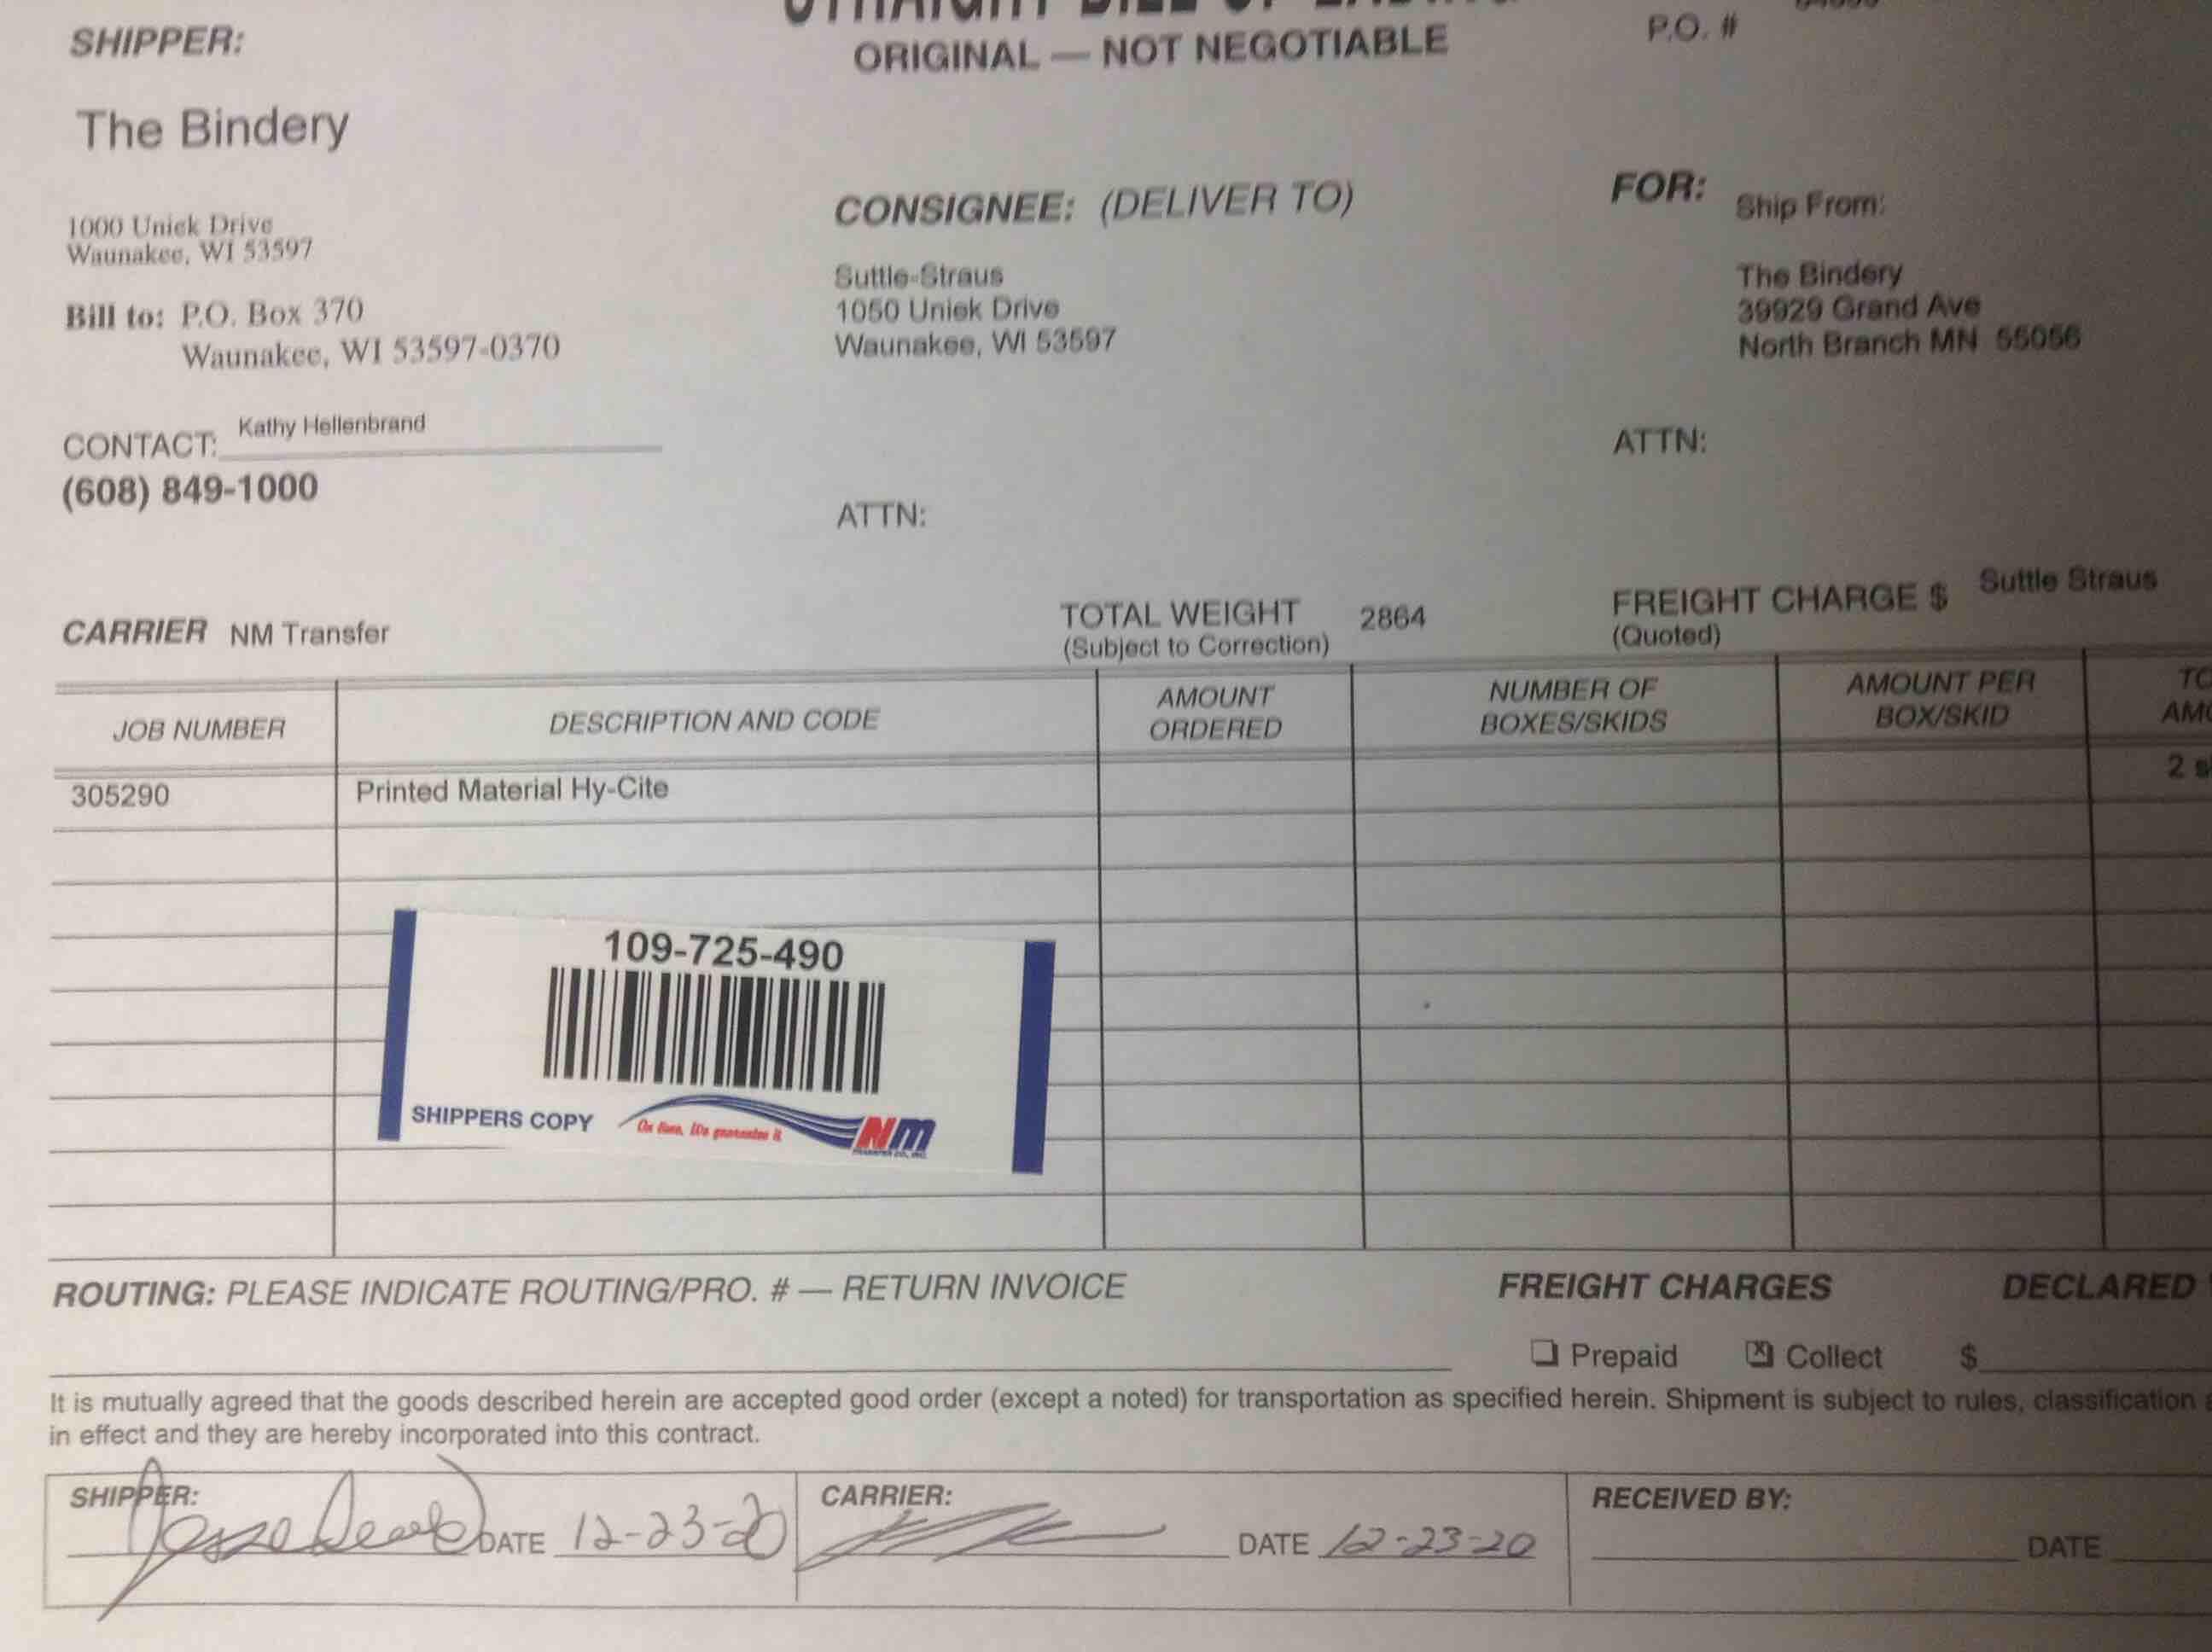 SHIPPER:
ORIGINAL — NOT NEGOTIABLE
P.O. #
The Bindery
1000 Uniek Drive
Waunakee, WI 53597
Bill to: P.O. Box 370
Waunakee, WI 53597-0370
CONTACT: Kathy Hellenbrand
(608) 849-1000
CONSIGNEE: (DELIVER TO)
Suttle-Straus
1050 Uniek Drive
Waunakee, WI 53597
ATTN:
FOR: Ship From:
The Bindery
39929 Grand Ave
North Branch MN 55056
ATTN:
CARRIER NM Transfer
TOTAL WEIGHT 2864
(Subject to Correction)
FREIGHT CHARGE $ Suttle Straus
(Quoted)
JOB NUMBER
DESCRIPTION AND CODE
AMOUNT
ORDERED
NUMBER OF
BOXES/SKIDS
AMOUNT PER
BOX/SKID
305290 Printed Material Hy-Cite 2
109-725-490
SHIPPERS COPY
On time, We guarantee it
NM
ROUTING: PLEASE INDICATE ROUTING/PRO. # — RETURN INVOICE
FREIGHT CHARGES
DECLARED
Prepaid Collect $
It is mutually agreed that the goods described herein are accepted good order (except a noted) for transportation as specified herein. Shipment is subject to rules, classification
in effect and they are hereby incorporated into this contract.
SHIPPER:
DATE 12-23-20
CARRIER:
DATE 12-23-20
RECEIVED BY:
DATE